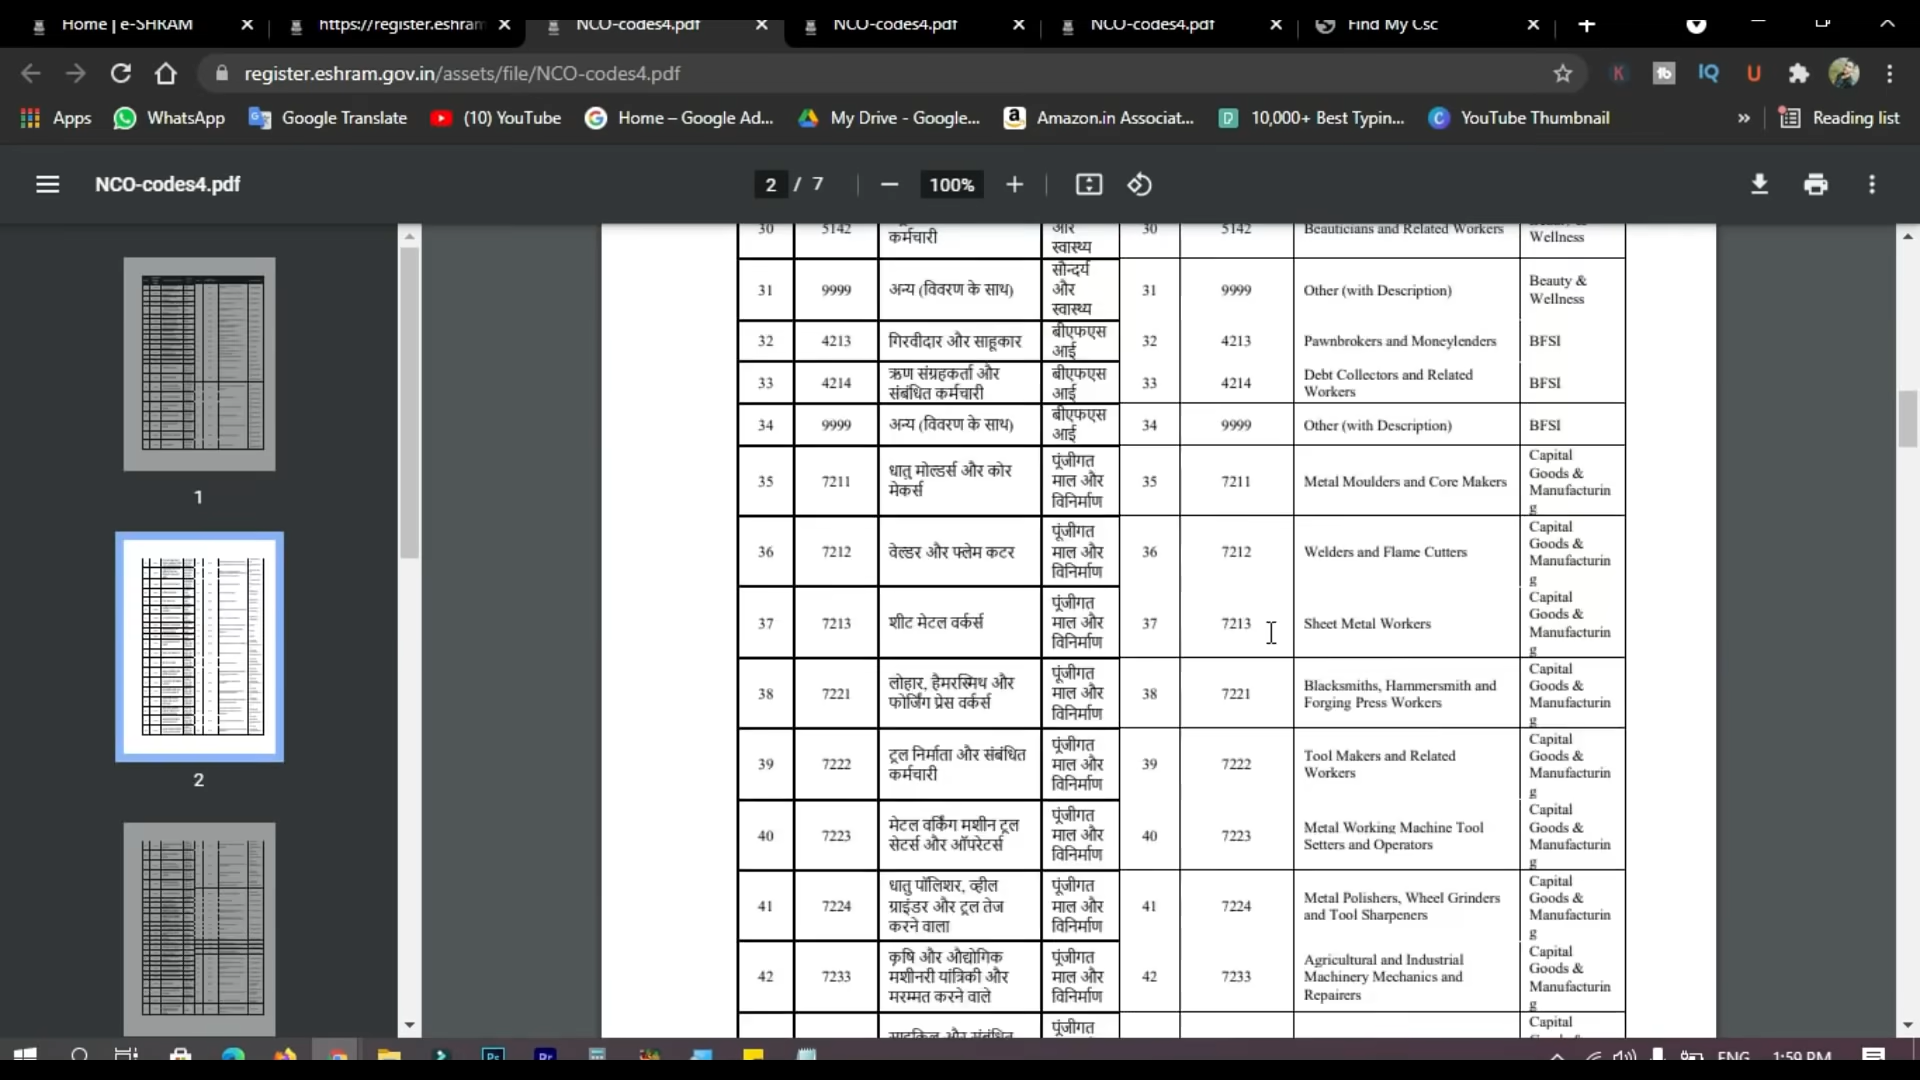 Home | e-SHRAM
https://register.eshram
NCO-codes4.pdf
NCO-codes4.pdf
NCO-codes4.pdf
Find My Csc
register.eshram.gov.in/assets/file/NCO-codes4.pdf
Apps
WhatsApp
Google Translate
(10) YouTube
Home – Google Ad...
My Drive - Google...
Amazon.in Associat...
10,000+ Best Typin...
YouTube Thumbnail
»
Reading list
NCO-codes4.pdf
2 / 7
100%
1
2
30 5142 कर्मचारी और स्वास्थ्य 30 5142 Beauticians and Related Workers Wellness
31 9999 अन्य (विवरण के साथ) सौन्दर्य और स्वास्थ्य 31 9999 Other (with Description) Beauty & Wellness
32 4213 गिरवीदार और साहूकार बीएफएस आई 32 4213 Pawnbrokers and Moneylenders BFSI
33 4214 ऋण संग्रहकर्ता और संबंधित कर्मचारी बीएफएस आई 33 4214 Debt Collectors and Related Workers BFSI
34 9999 अन्य (विवरण के साथ) बीएफएस आई 34 9999 Other (with Description) BFSI
35 7211 धातु मोल्डर्स और कोर मेकर्स पूंजीगत माल और विनिर्माण 35 7211 Metal Moulders and Core Makers Capital Goods & Manufacturin g
36 7212 वेल्डर और फ्लेम कटर पूंजीगत माल और विनिर्माण 36 7212 Welders and Flame Cutters Capital Goods & Manufacturin g
37 7213 शीट मेटल वर्कर्स पूंजीगत माल और विनिर्माण 37 7213 Sheet Metal Workers Capital Goods & Manufacturin g
38 7221 लोहार, हैमरस्मिथ और फोर्जिंग प्रेस वर्कर्स पूंजीगत माल और विनिर्माण 38 7221 Blacksmiths, Hammersmith and Forging Press Workers Capital Goods & Manufacturin g
39 7222 टूल निर्माता और संबंधित कर्मचारी पूंजीगत माल और विनिर्माण 39 7222 Tool Makers and Related Workers Capital Goods & Manufacturin g
40 7223 मेटल वर्किंग मशीन टूल सेटर्स और ऑपरेटर्स पूंजीगत माल और विनिर्माण 40 7223 Metal Working Machine Tool Setters and Operators Capital Goods & Manufacturin g
41 7224 धातु पॉलिशर, व्हील ग्राइंडर और टूल तेज करने वाला पूंजीगत माल और विनिर्माण 41 7224 Metal Polishers, Wheel Grinders and Tool Sharpeners Capital Goods & Manufacturin g
42 7233 कृषि और औद्योगिक मशीनरी यांत्रिकी और मरम्मत करने वाले पूंजीगत माल और विनिर्माण 42 7233 Agricultural and Industrial Machinery Mechanics and Repairers Capital Goods & Manufacturin g
साइकिल और संबंधित पूंजीगत Capital
ENG 1:59 PM